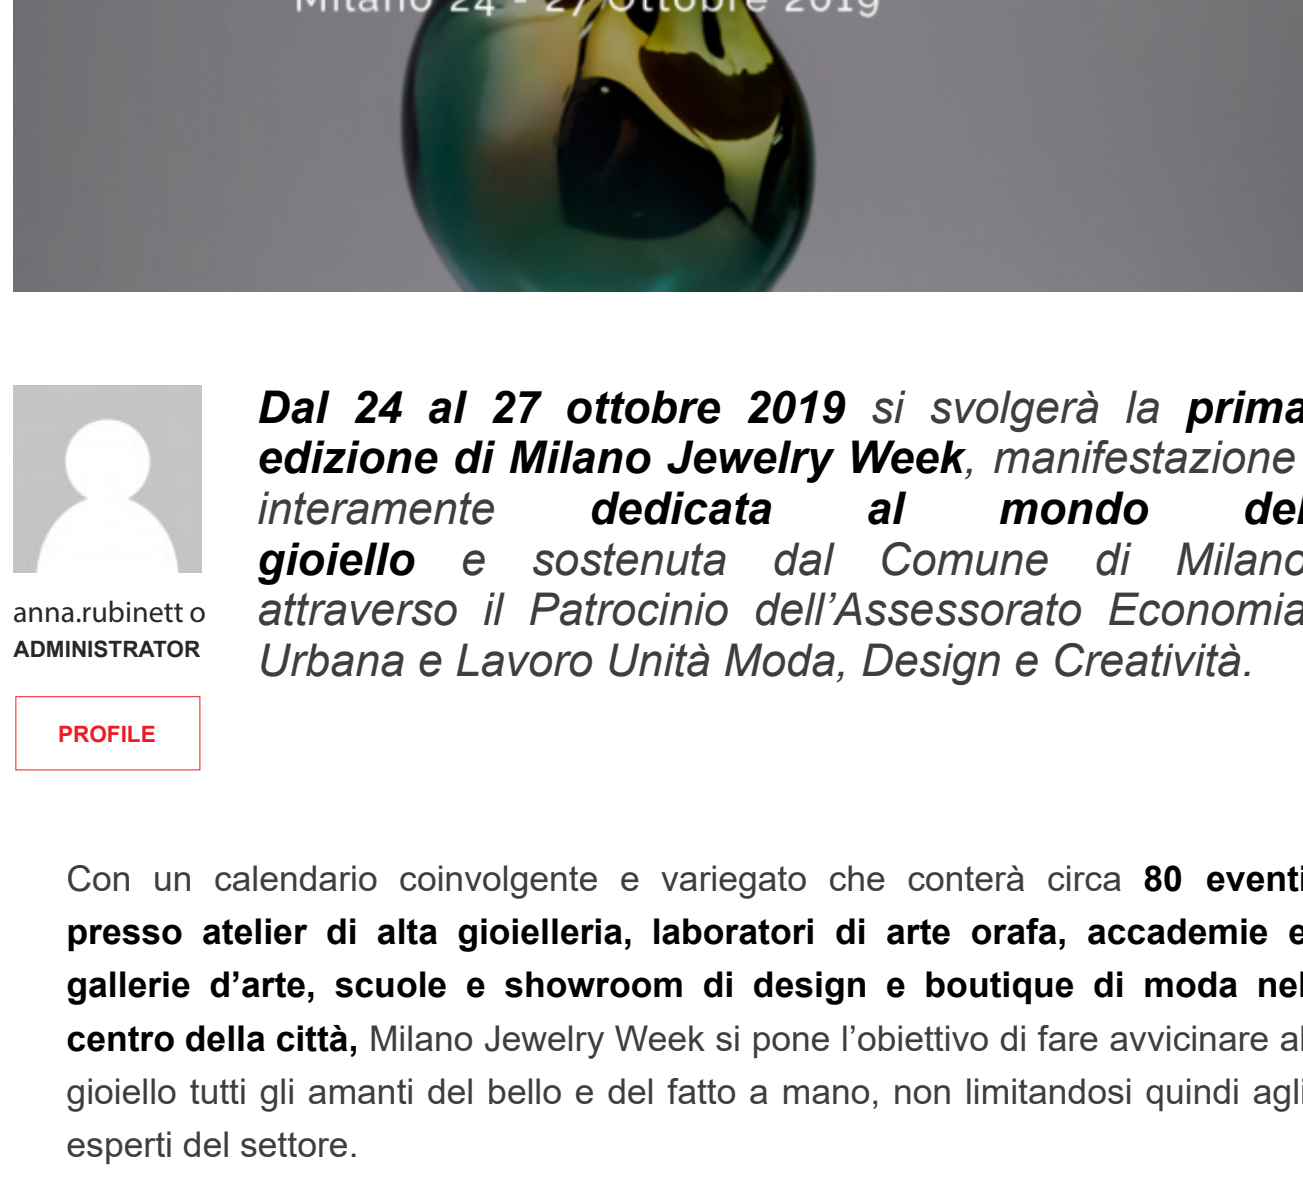 Milano 24 - 27 Ottobre 2019
Dal 24 al 27 ottobre 2019 si svolgerà la prima
edizione di Milano Jewelry Week, manifestazione
interamente dedicata al mondo del
gioiello e sostenuta dal Comune di Milano
attraverso il Patrocinio dell’Assessorato Economia
Urbana e Lavoro Unità Moda, Design e Creatività.
anna.rubinett o
ADMINISTRATOR
PROFILE
Con un calendario coinvolgente e variegato che conterà circa 80 eventi
presso atelier di alta gioielleria, laboratori di arte orafa, accademie e
gallerie d’arte, scuole e showroom di design e boutique di moda nel
centro della città, Milano Jewelry Week si pone l’obiettivo di fare avvicinare al
gioiello tutti gli amanti del bello e del fatto a mano, non limitandosi quindi agli
esperti del settore.